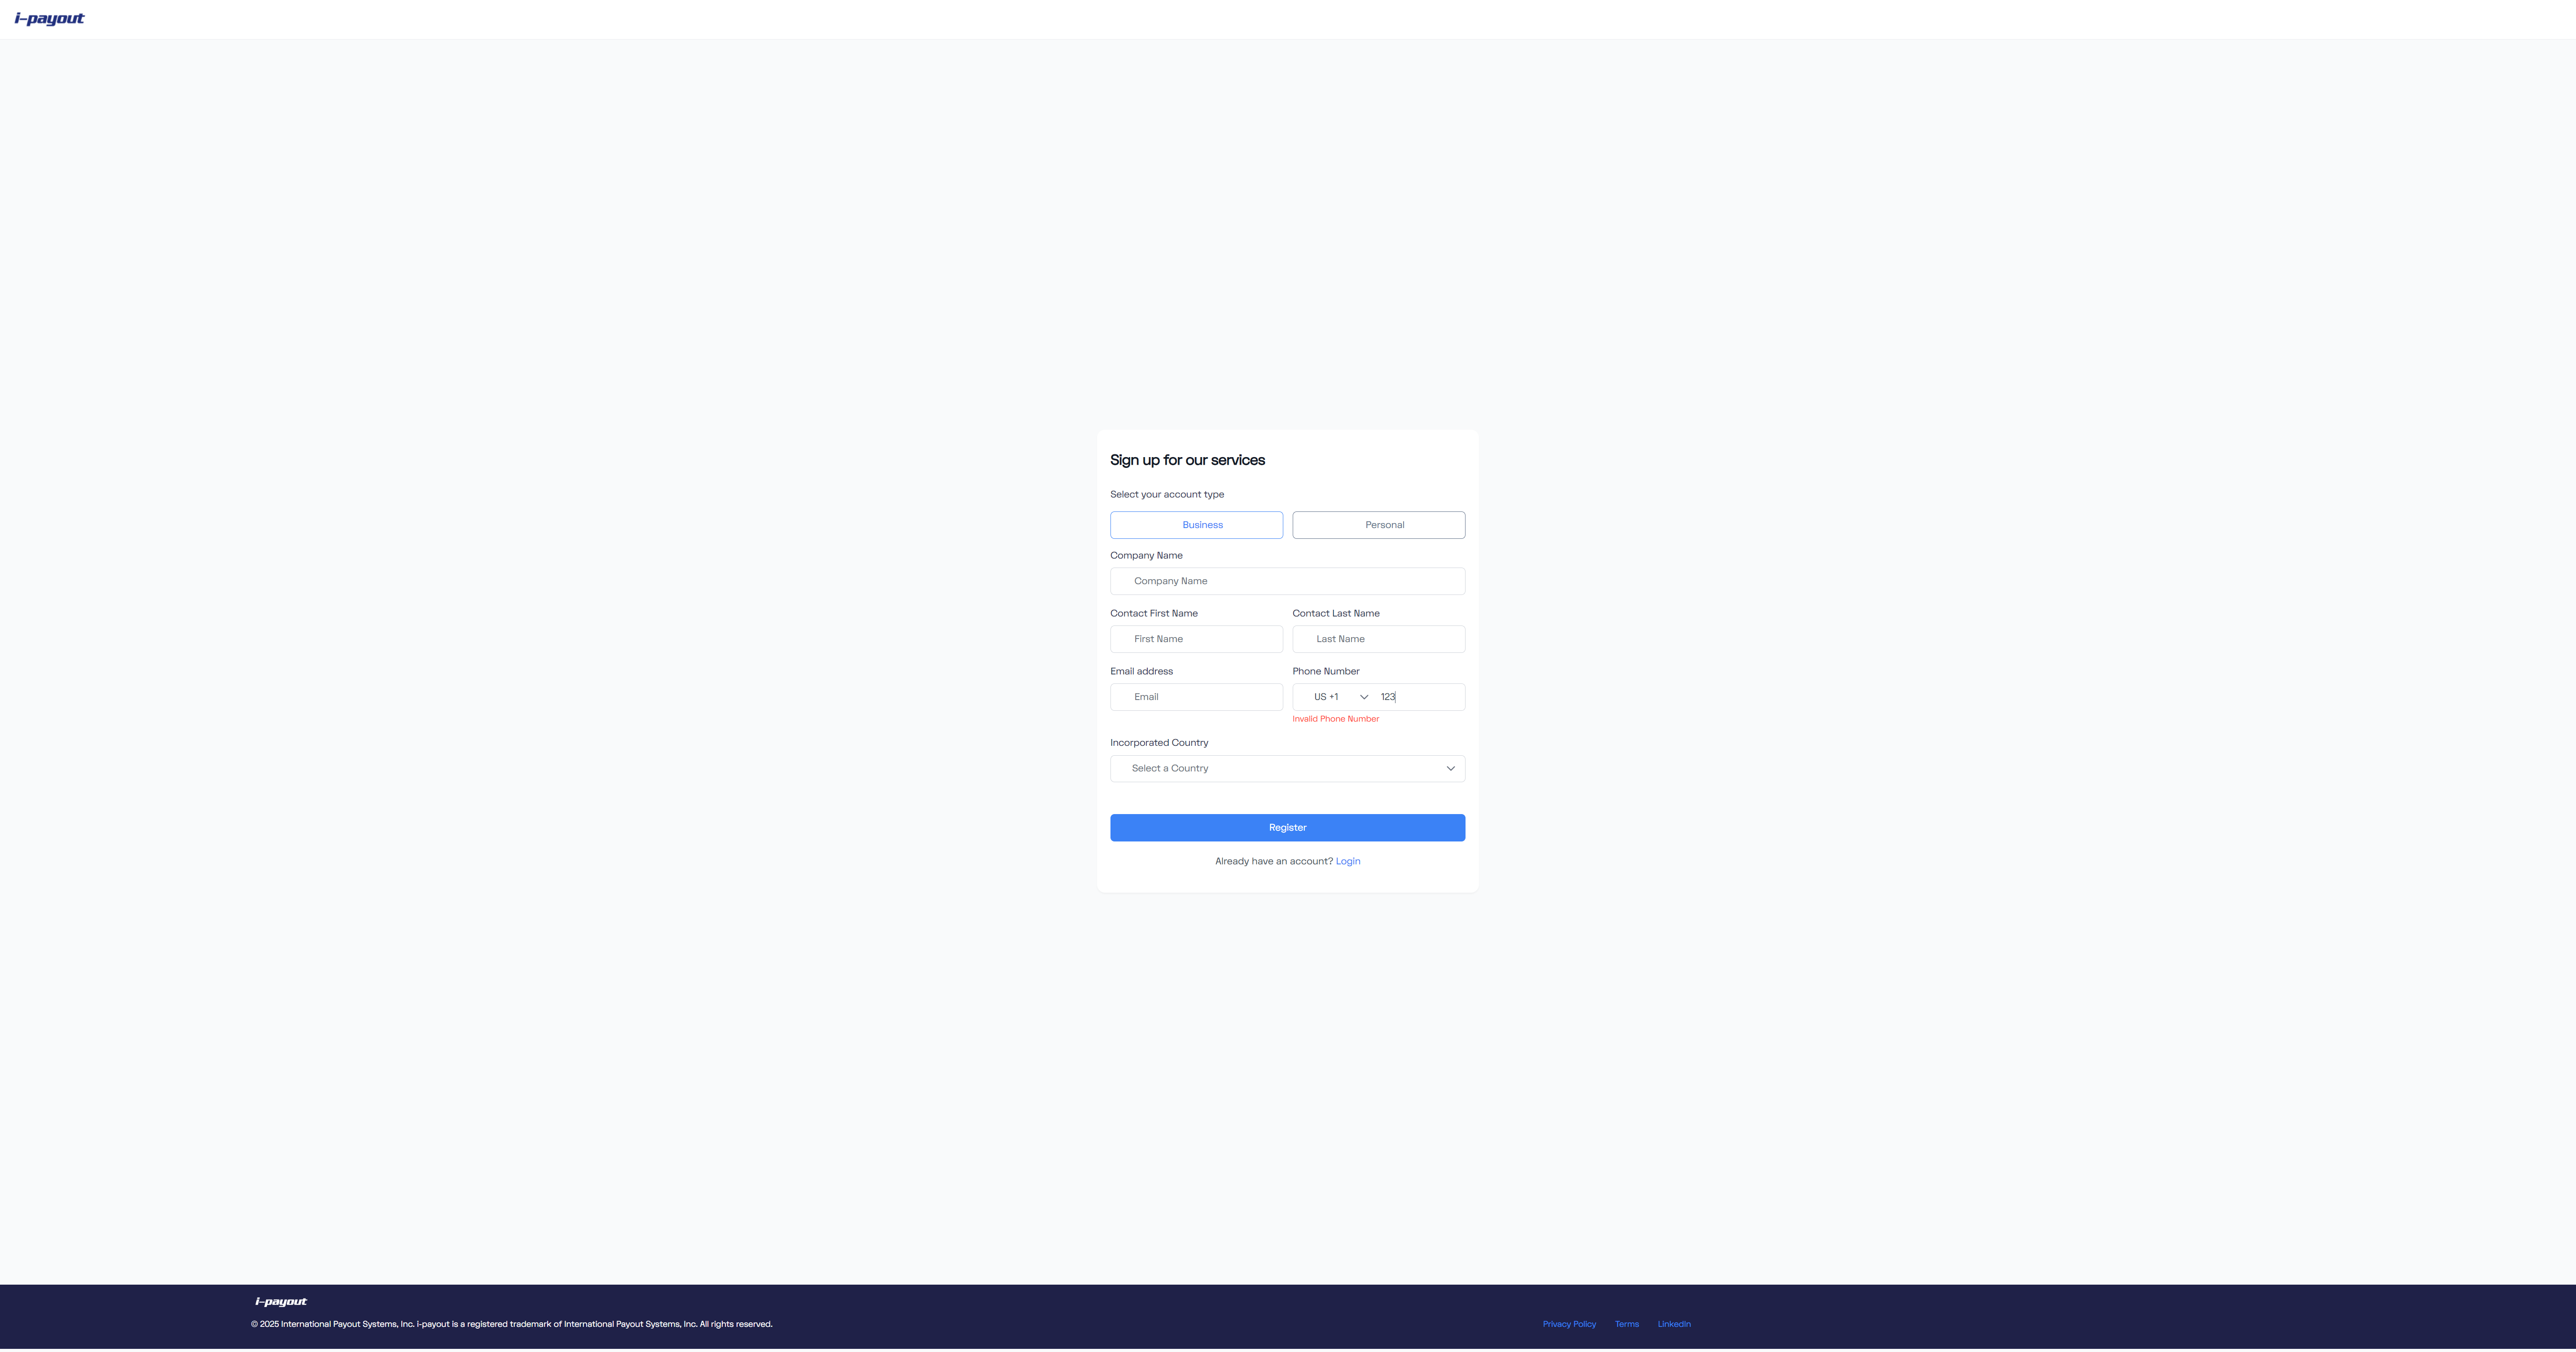 i-payout
Sign up for our services
Select your account type
Business Personal
Company Name
Company Name
Contact First Name Contact Last Name
First Name Last Name
Email address Phone Number
Email US +1 123
Invalid Phone Number
Incorporated Country
Select a Country
Register
Already have an account? Login
i-payout
© 2025 International Payout Systems, Inc. i-payout is a registered trademark of International Payout Systems, Inc. All rights reserved. Privacy Policy Terms LinkedIn